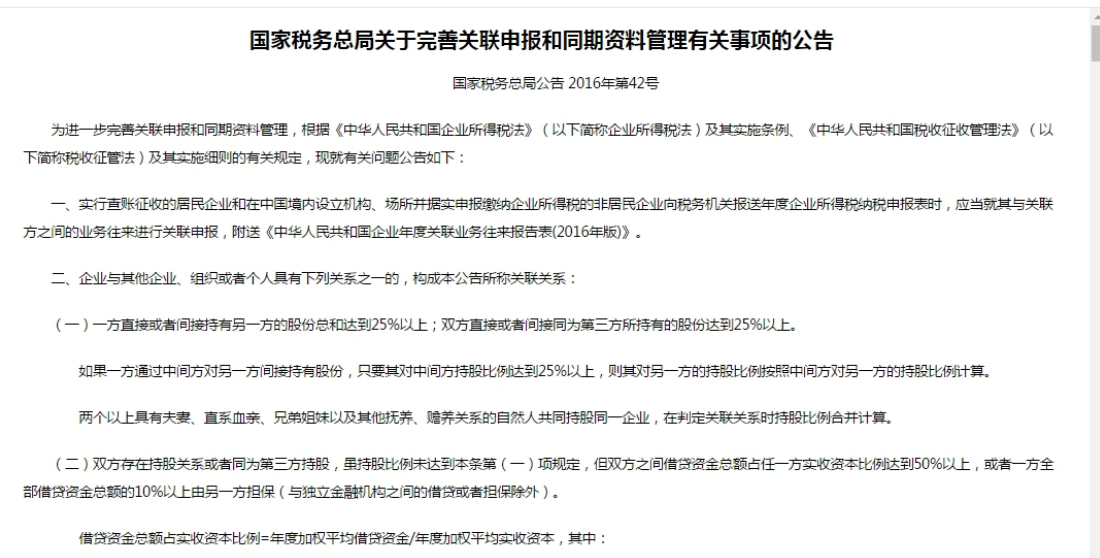 国家税务总局关于完善关联申报和同期资料管理有关事项的公告
国家税务总局公告 2016年第42号
为进一步完善关联申报和同期资料管理，根据《中华人民共和国企业所得税法》（以下简称企业所得税法）及其实施条例、《中华人民共和国税收征收管理法》（以
下简称税收征管法）及其实施细则的有关规定，现就有关问题公告如下：
一、实行查账征收的居民企业和在中国境内设立机构、场所并据实申报缴纳企业所得税的非居民企业向税务机关报送年度企业所得税纳税申报表时，应当就其与关联
方之间的业务往来进行关联申报，附送《中华人民共和国企业年度关联业务往来报告表(2016年版)》。
二、企业与其他企业、组织或者个人具有下列关系之一的，构成本公告所称关联关系：
（一）一方直接或者间接持有另一方的股份总和达到25%以上；双方直接或者间接同为第三方所持有的股份达到25%以上。
如果一方通过中间方对另一方间接持有股份，只要其对中间方持股比例达到25%以上，则其对另一方的持股比例按照中间方对另一方的持股比例计算。
两个以上具有夫妻、直系血亲、兄弟姐妹以及其他抚养、赡养关系的自然人共同持股同一企业，在判定关联关系时持股比例合并计算。
（二）双方存在持股关系或者同为第三方持股，虽持股比例未达到本条第（一）项规定，但双方之间借贷资金总额占任一方实收资本比例达到50%以上，或者一方全
部借贷资金总额的10%以上由另一方担保（与独立金融机构之间的借贷或者担保除外）。
借贷资金总额占实收资本比例=年度加权平均借贷资金/年度加权平均实收资本，其中：